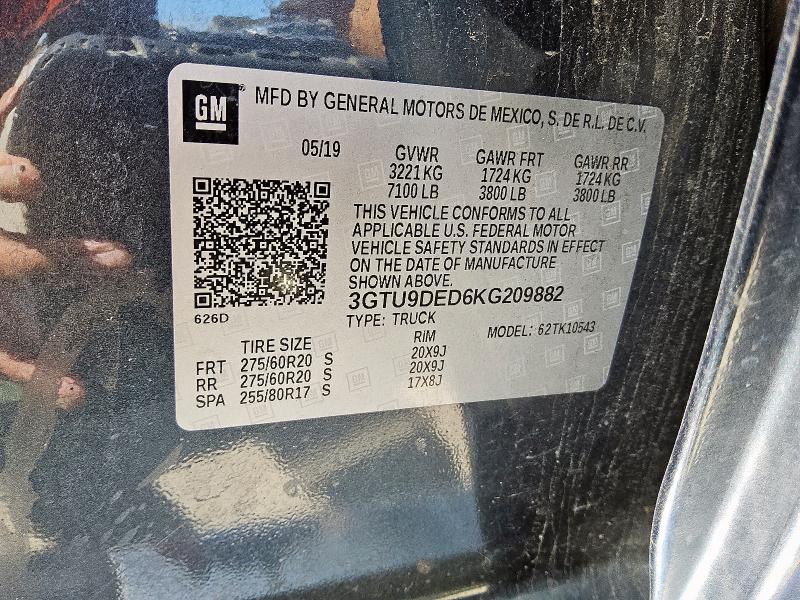 GM MFD BY GENERAL MOTORS DE MEXICO, S. DE R.L. DE C.V.
05/19 GVWR GAWR FRT GAWR RR
3221 KG 1724 KG 1724 KG
7100 LB 3800 LB 3800 LB
THIS VEHICLE CONFORMS TO ALL
APPLICABLE U.S. FEDERAL MOTOR
VEHICLE SAFETY STANDARDS IN EFFECT
ON THE DATE OF MANUFACTURE
SHOWN ABOVE.
3GTU9DED6KG209882
626D TYPE: TRUCK MODEL: 62TK10543
TIRE SIZE RIM
FRT 275/60R20 S 20X9J
RR 275/60R20 S 20X9J
SPA 255/80R17 S 17X8J